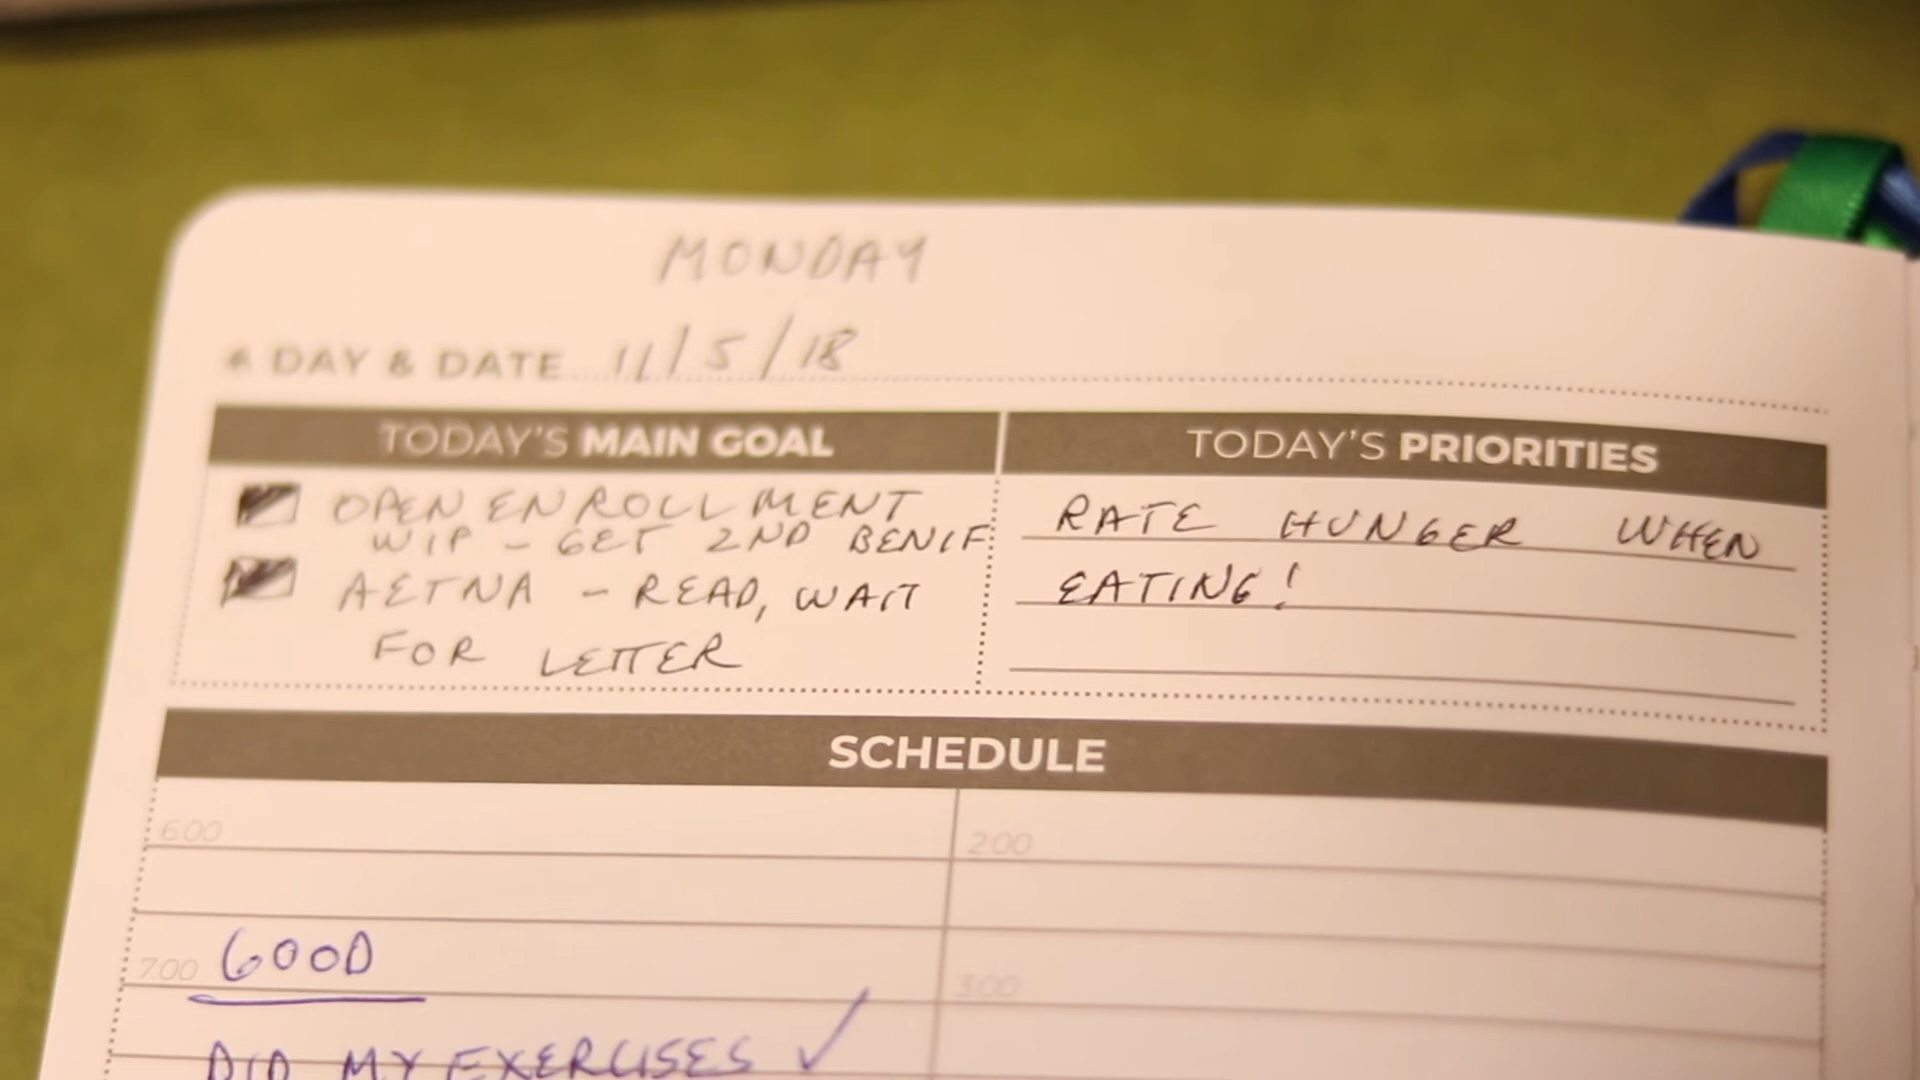 MONDAY
DAY & DATE 11/5/18
TODAY'S MAIN GOAL
OPEN ENROLLMENT
WIP - GET 2ND BENIF
AETNA - READ, WAIT
FOR LETTER
TODAY'S PRIORITIES
RATE HUNGER WHEN
EATING!
SCHEDULE
6:00
2:00
7:00 GOOD
3:00
DID MY EXERCISES ✓